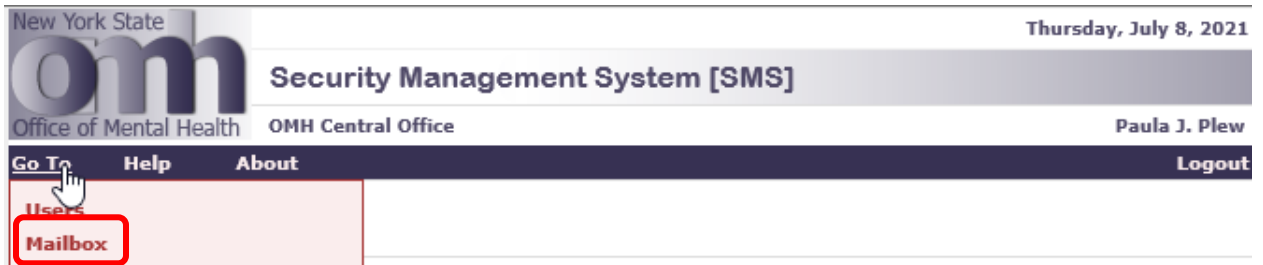 New York State
Thursday, July 8, 2021
omh
Security Management System [SMS]
Office of Mental Health
OMH Central Office
Paula J. Plew
Go To Help About Logout
Users
Mailbox